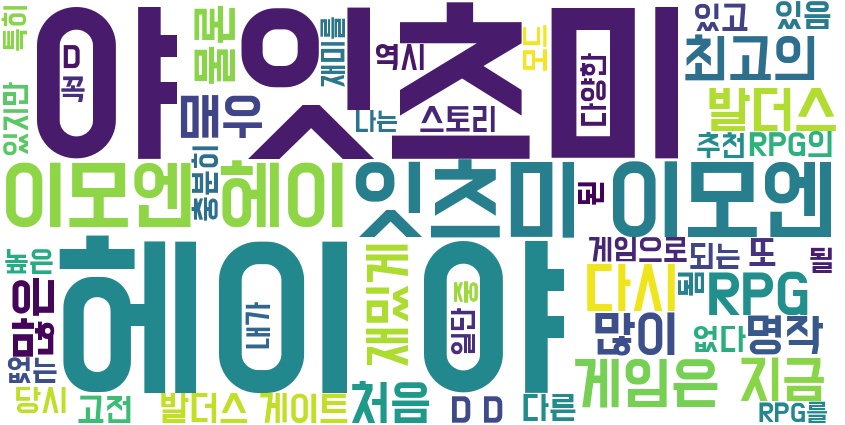 특히
야 잇츠미
ㅁ
꼭
물론
재미를
역시
모드
다양한
있고
있음
최고의
있지만
매우
나는
스토리
발더스
추천
RPG의
충분히
이모엔
헤이
잇츠미
된
이모엔
높은
헤이 야
내가
일단
중
재밌게
게임으로
되는
또
될
많은
다시
됨
RPG
많이
없다
명작
없는
당시
고전
발더스 게이트
처음
D D
다른
게임은
지금
RPG를